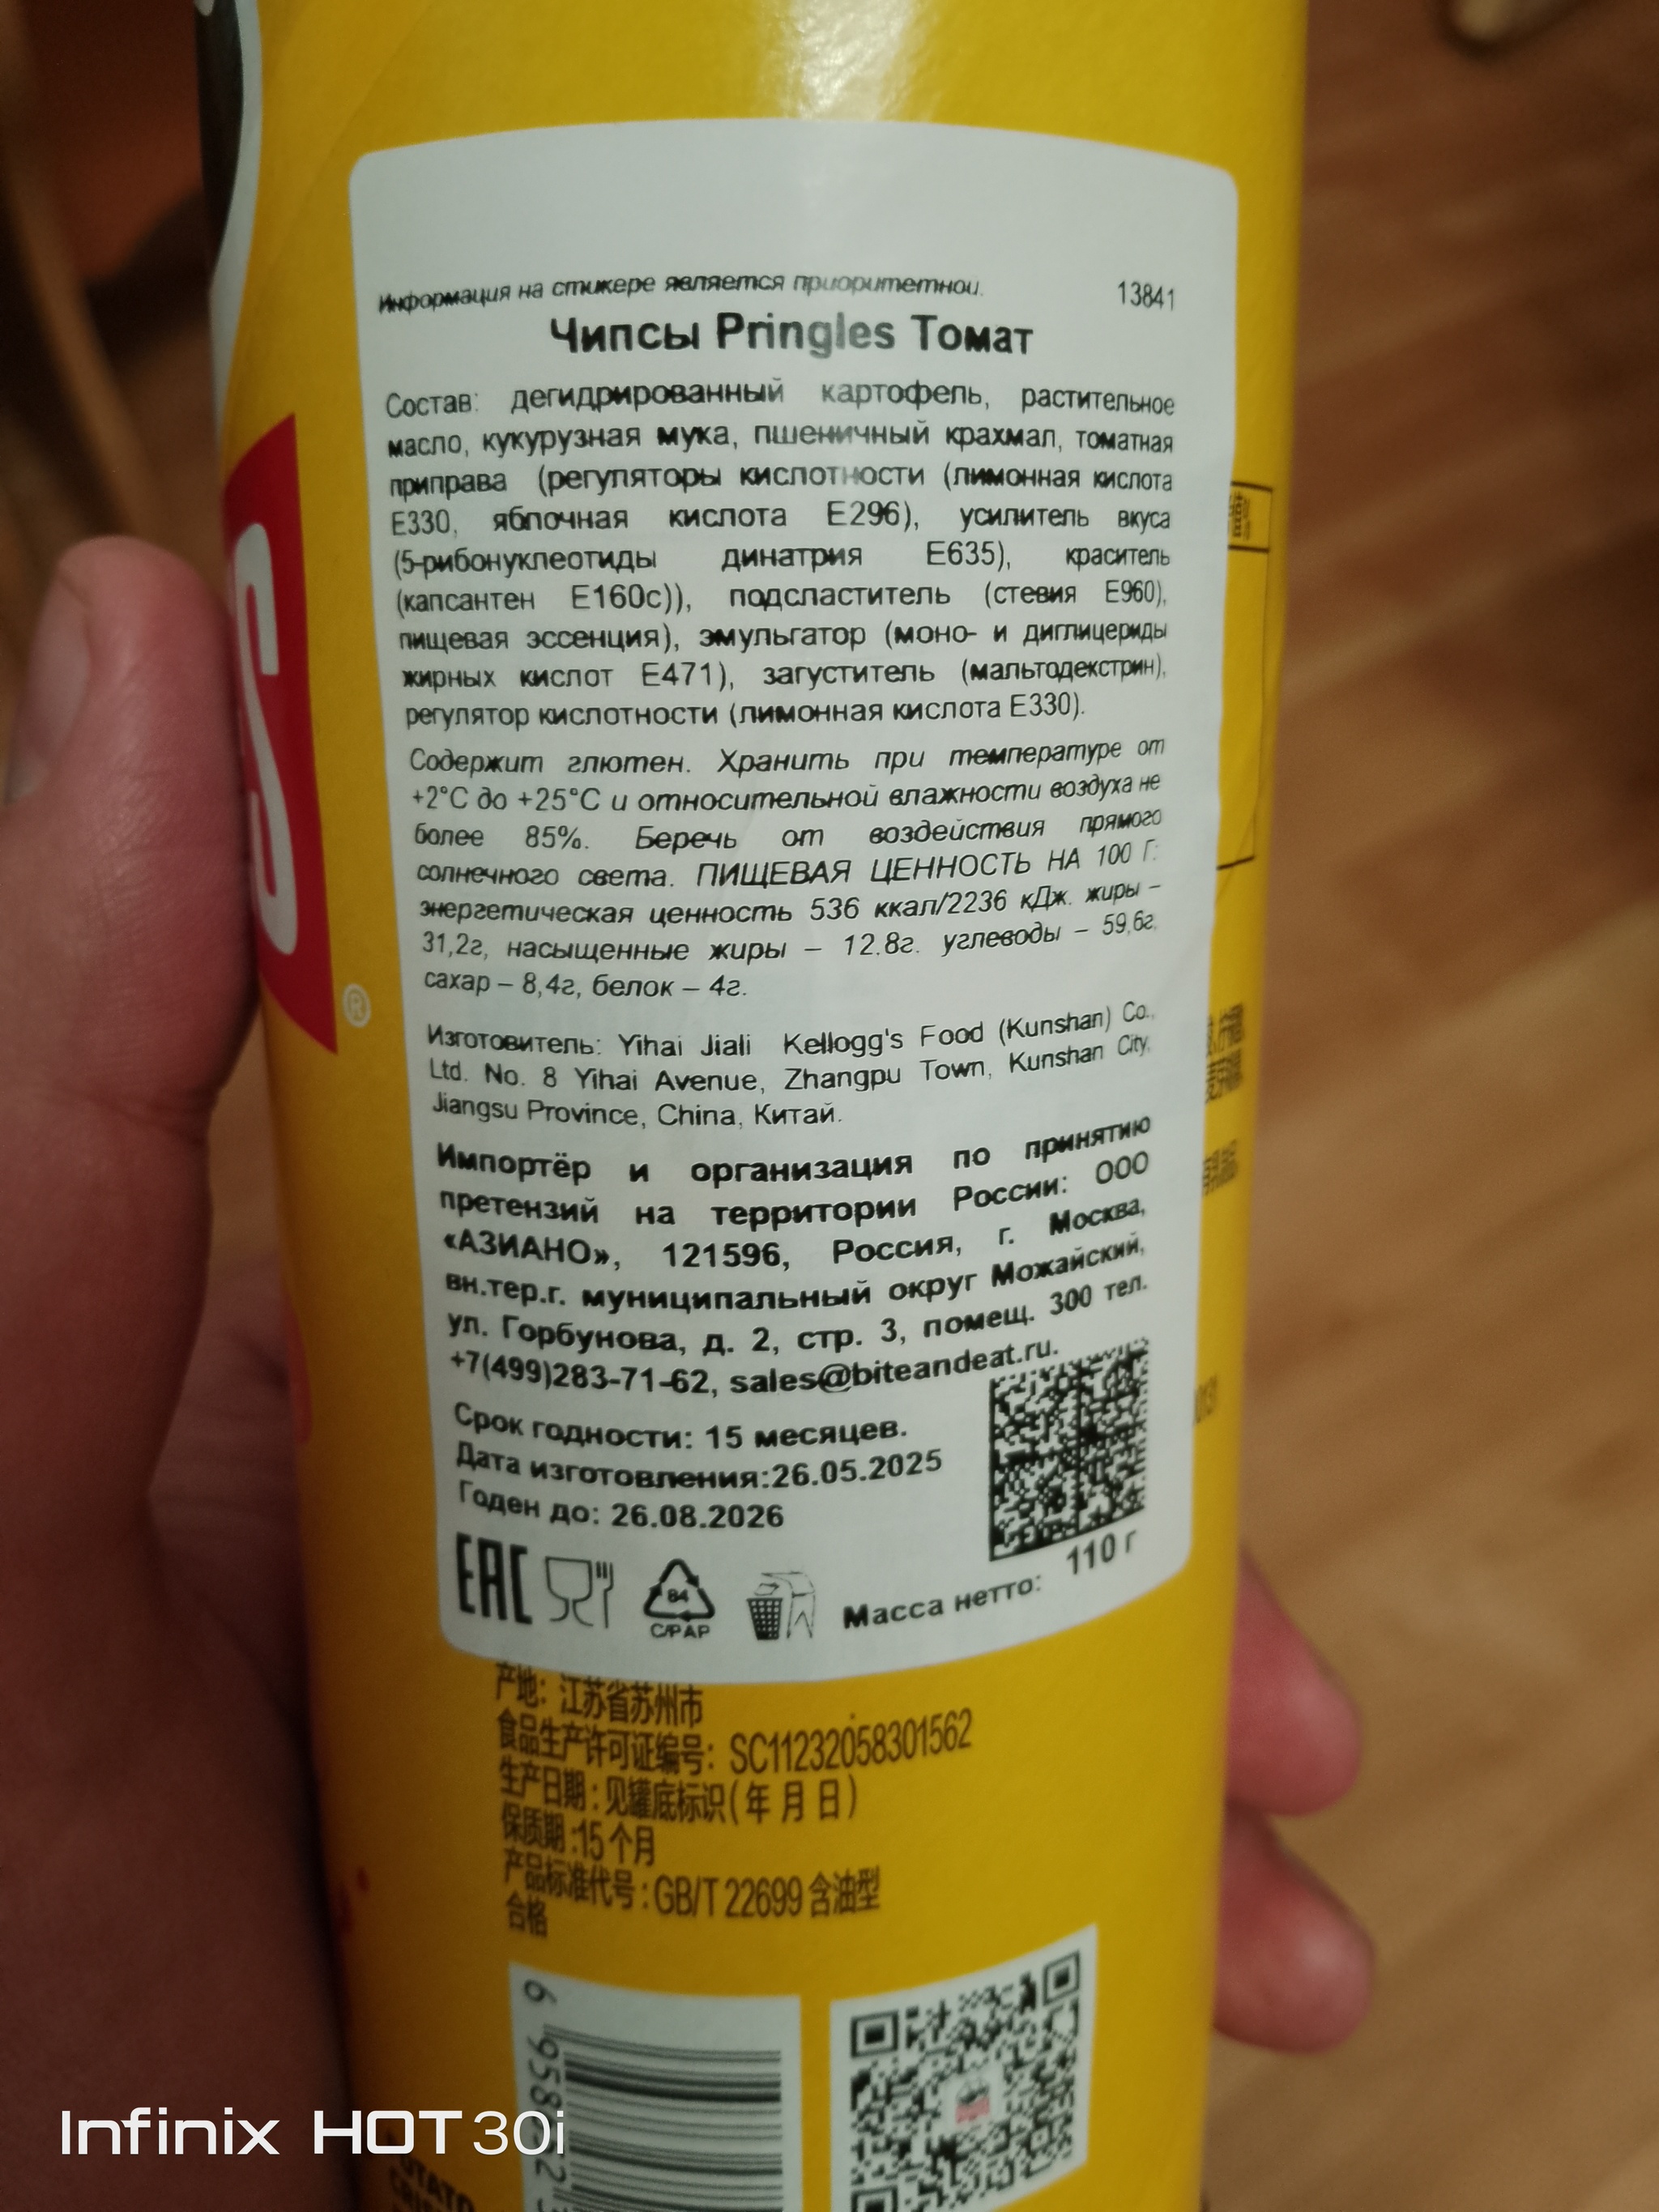 Информация на стикере является приоритетной.
13841
Чипсы Pringles Томат
Состав: дегидрированный картофель, растительное
масло, кукурузная мука, пшеничный крахмал, томатная
приправа (регуляторы кислотности (лимонная кислота
Е330, яблочная кислота Е296), усилитель вкуса
(5-рибонуклеотиды динатрия Е635), краситель
(капсантен Е160с)), подсластитель (стевия Е960),
пищевая эссенция), эмульгатор (моно- и диглицериды
жирных кислот Е471), загуститель (мальтодекстрин),
регулятор кислотности (лимонная кислота Е330).
Содержит глютен. Хранить при температуре от
+2°С до +25°С и относительной влажности воздуха не
более 85%. Беречь от воздействия прямого
солнечного света. ПИЩЕВАЯ ЦЕННОСТЬ НА 100 Г:
энергетическая ценность 536 ккал/2236 кДж. жиры –
31,2г, насыщенные жиры – 12.8г. углеводы – 59,6г,
сахар – 8,4г, белок – 4г.
Изготовитель: Yihai Jiali Kellogg's Food (Kunshan) Co.,
Ltd. No. 8 Yihai Avenue, Zhangpu Town, Kunshan City,
Jiangsu Province, China, Китай.
Импортёр и организация по принятию
претензий на территории России: ООО
«АЗИАНО», 121596, Россия, г. Москва,
вн.тер.г. муниципальный округ Можайский,
ул. Горбунова, д. 2, стр. 3, помещ. 300 тел.
+7(499)283-71-62, sales@biteandeat.ru.
Срок годности: 15 месяцев.
Дата изготовления:26.05.2025
Годен до: 26.08.2026
EAC
84
C/PAP
Масса нетто: 110 г
产地: 江苏省苏州市
食品生产许可证编号: SC11232058301562
生产日期:见罐底标识(年月日)
保质期:15个月
产品标准代号:GB/T 22699 含油型
合格
S
®
6 958
Infinix HOT 30i